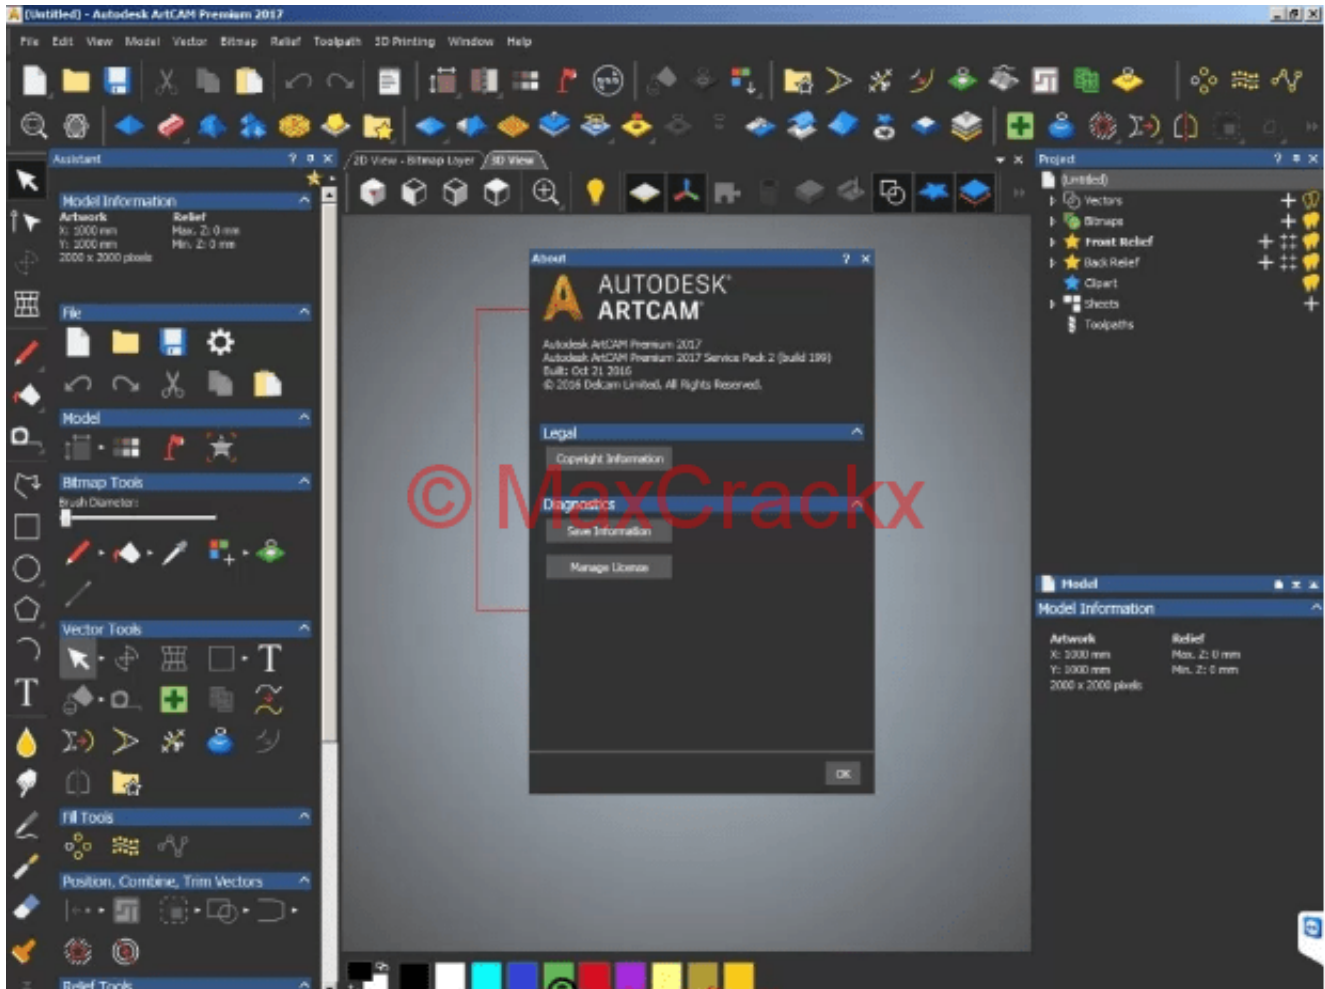 (Untitled) - Autodesk ArtCAM Premium 2017
File Edit View Model Vector Bitmap Relief Toolpath 3D Printing Window Help
Assistant
2D View - Bitmap Layer
3D View
Project
Model Information
Artwork Relief
X: 1000 mm Max. Z: 0 mm
Y: 1000 mm Min. Z: 0 mm
2000 x 2000 pixels
File
Model
Bitmap Tools
Brush Diameter:
Vector Tools
Fill Tools
Position, Combine, Trim Vectors
Relief Tools
About
AUTODESK®
ARTCAM®
Autodesk ArtCAM Premium 2017
Autodesk ArtCAM Premium 2017 Service Pack 2 (build 199)
Built: Oct 21 2016
© 2016 Delcam Limited, All Rights Reserved.
Legal
Copyright Information
© MaxCrackx
Diagnostics
Save Information
Manage License
OK
(Untitled)
Vectors
Bitmaps
Front Relief
Back Relief
Clipart
Sheets
Toolpaths
Model
Model Information
Artwork Relief
X: 1000 mm Max. Z: 0 mm
Y: 1000 mm Min. Z: 0 mm
2000 x 2000 pixels